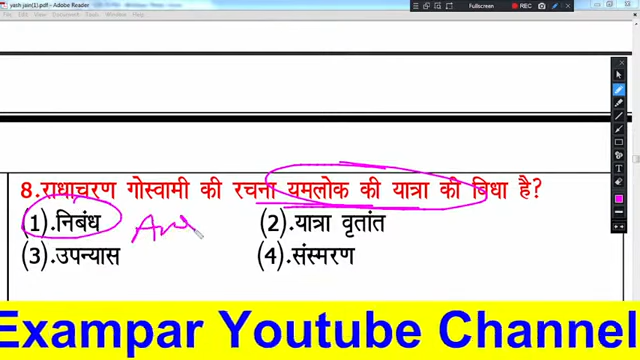 yash jain(1).pdf - Adobe Reader
Fullscreen
REC
File Edit View Document Tools Window Help
8.राधाचरण गोस्वामी की रचना यमलोक की यात्रा की विधा है?
(1).निबंध
Ans
(2).यात्रा वृतांत
(3).उपन्यास
(4).संस्मरण
Exampar Youtube Channel